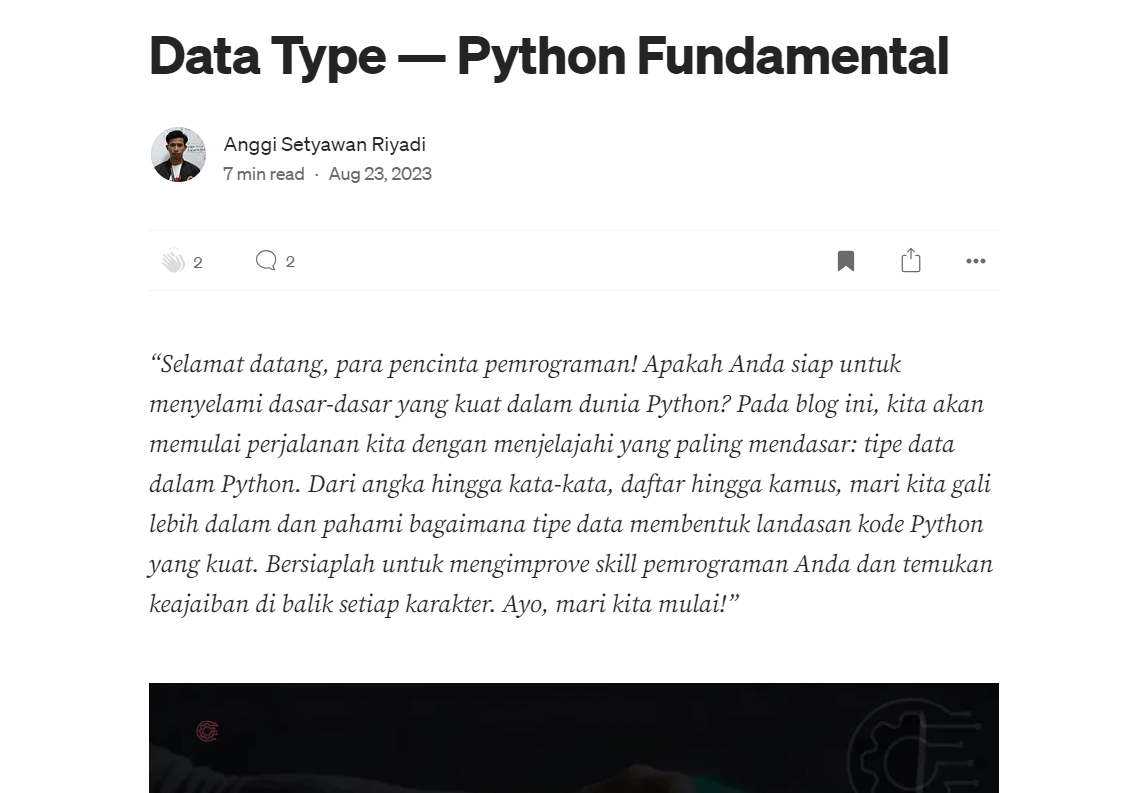 Data Type — Python Fundamental
Anggi Setyawan Riyadi
7 min read · Aug 23, 2023
2 2
“Selamat datang, para pencinta pemrograman! Apakah Anda siap untuk
menyelami dasar-dasar yang kuat dalam dunia Python? Pada blog ini, kita akan
memulai perjalanan kita dengan menjelajahi yang paling mendasar: tipe data
dalam Python. Dari angka hingga kata-kata, daftar hingga kamus, mari kita gali
lebih dalam dan pahami bagaimana tipe data membentuk landasan kode Python
yang kuat. Bersiaplah untuk mengimprove skill pemrograman Anda dan temukan
keajaiban di balik setiap karakter. Ayo, mari kita mulai!”